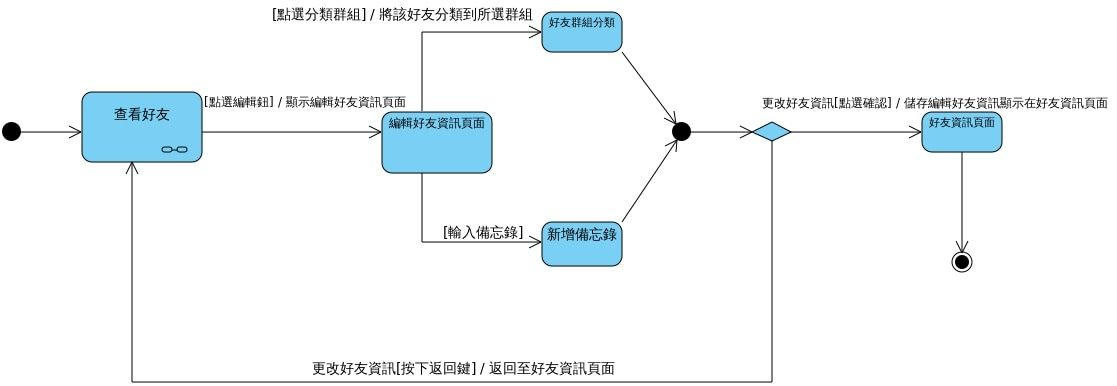 [點選分類群組] / 將該好友分類到所選群組
好友群組分類
查看好友
[點選編輯鈕] / 顯示編輯好友資訊頁面
編輯好友資訊頁面
更改好友資訊[點選確認] / 儲存編輯好友資訊顯示在好友資訊頁面
好友資訊頁面
[輸入備忘錄]
新增備忘錄
更改好友資訊[按下返回鍵] / 返回至好友資訊頁面